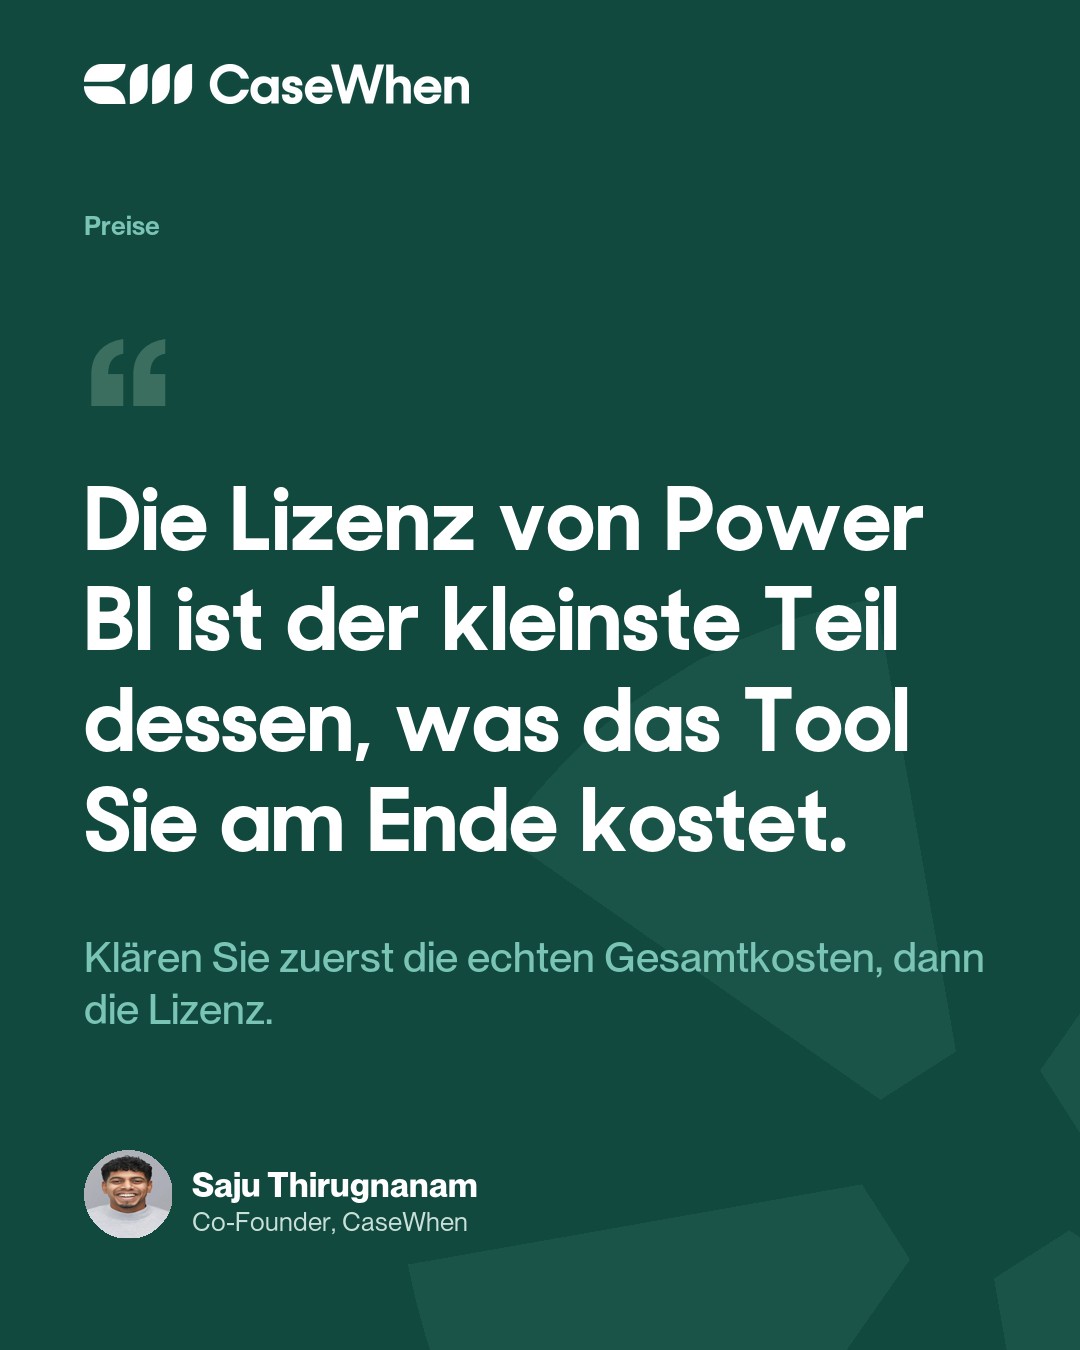 CaseWhen
Preise
“
Die Lizenz von Power
BI ist der kleinste Teil
dessen, was das Tool
Sie am Ende kostet.
Klären Sie zuerst die echten Gesamtkosten, dann
die Lizenz.
Saju Thirugnanam
Co-Founder, CaseWhen